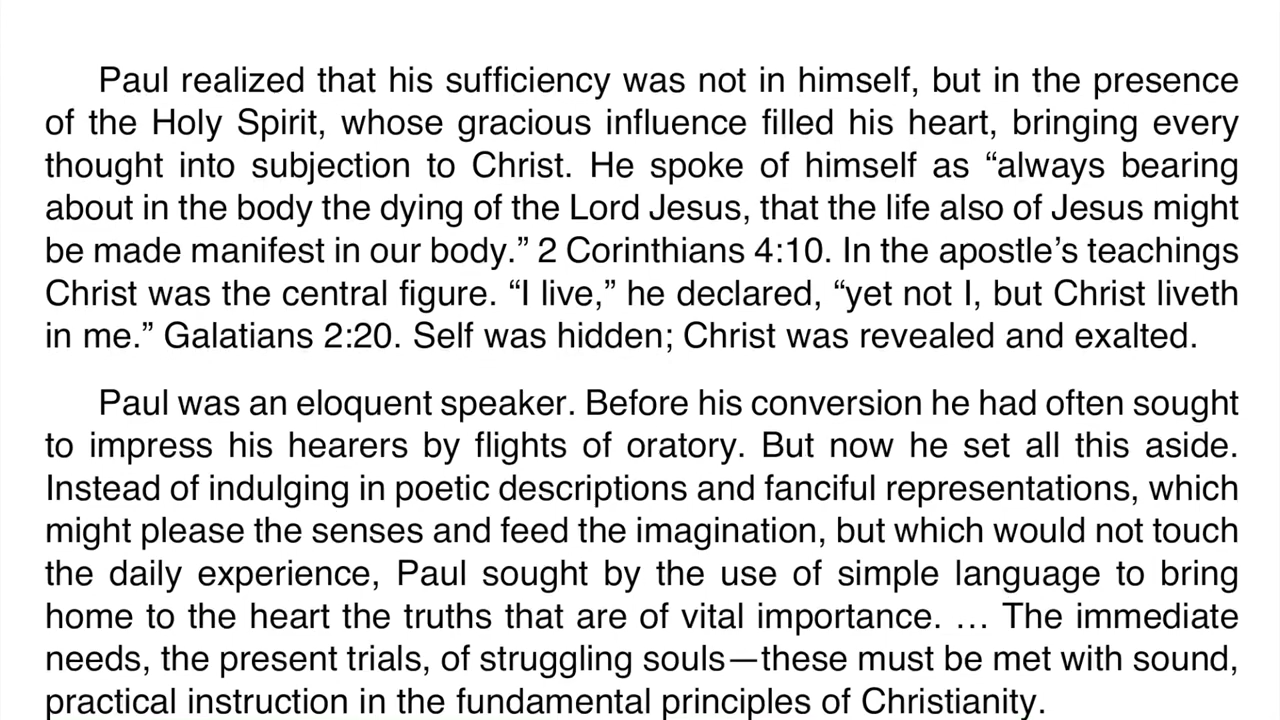 Paul realized that his sufficiency was not in himself, but in the presence
of the Holy Spirit, whose gracious influence filled his heart, bringing every
thought into subjection to Christ. He spoke of himself as “always bearing
about in the body the dying of the Lord Jesus, that the life also of Jesus might
be made manifest in our body.” 2 Corinthians 4:10. In the apostle’s teachings
Christ was the central figure. “I live,” he declared, “yet not I, but Christ liveth
in me.” Galatians 2:20. Self was hidden; Christ was revealed and exalted.
Paul was an eloquent speaker. Before his conversion he had often sought
to impress his hearers by flights of oratory. But now he set all this aside.
Instead of indulging in poetic descriptions and fanciful representations, which
might please the senses and feed the imagination, but which would not touch
the daily experience, Paul sought by the use of simple language to bring
home to the heart the truths that are of vital importance. … The immediate
needs, the present trials, of struggling souls—these must be met with sound,
practical instruction in the fundamental principles of Christianity.